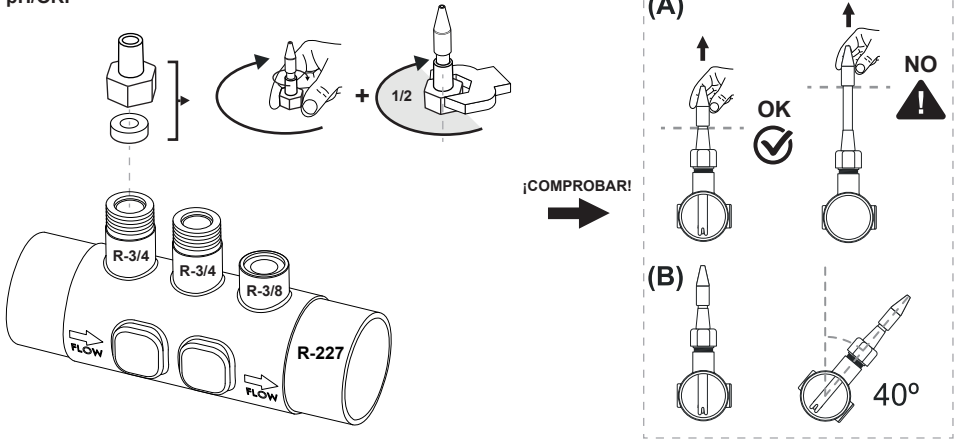 pH/ORP
1/2
+
R-3/4
R-3/4
R-3/8
R-227
FLOW
FLOW
¡COMPROBAR!
(A)
OK
NO
!
(B)
40º